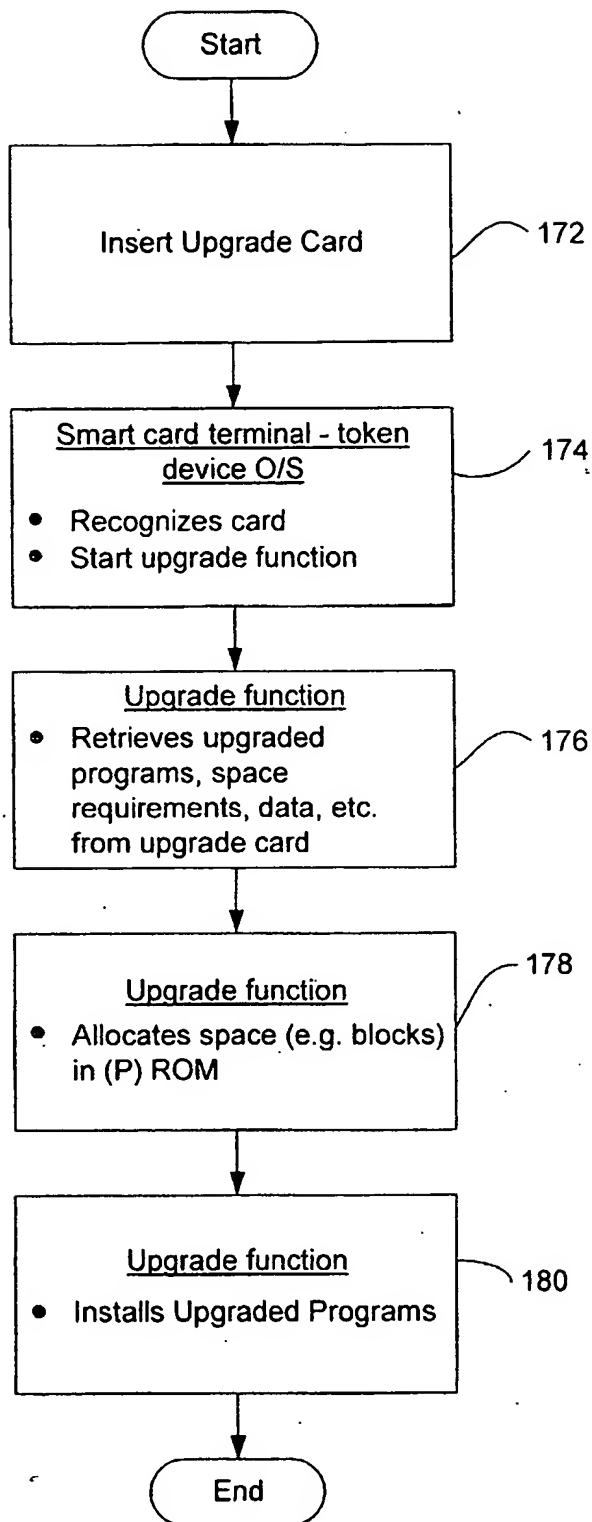 Start
Insert Upgrade Card
172
Smart card terminal - token
device O/S
• Recognizes card
• Start upgrade function
174
Upgrade function
• Retrieves upgraded
programs, space
requirements, data, etc.
from upgrade card
176
Upgrade function
• Allocates space (e.g. blocks)
in (P) ROM
178
Upgrade function
• Installs Upgraded Programs
180
End